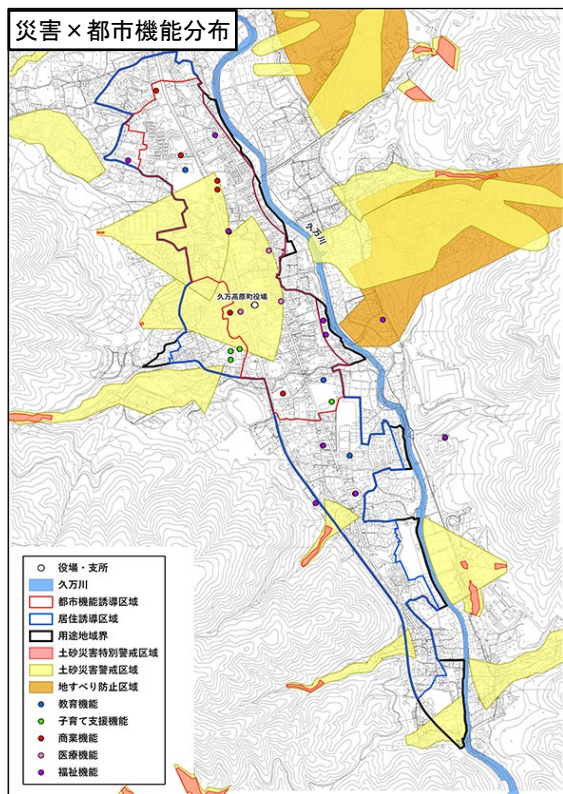 災害×都市機能分布
久万川
久万高原町役場
役場・支所
久万川
都市機能誘導区域
居住誘導区域
用途地域界
土砂災害特別警戒区域
土砂災害警戒区域
地すべり防止区域
教育機能
子育て支援機能
商業機能
医療機能
福祉機能